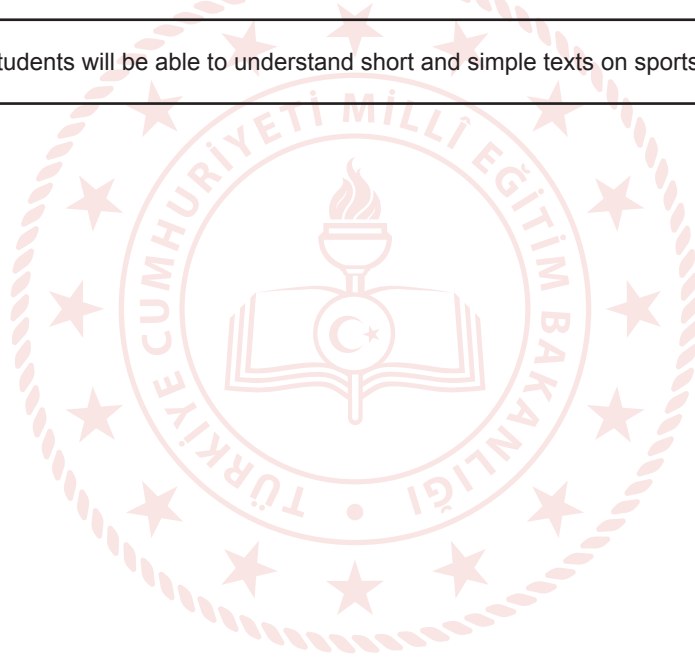 tudents will be able to understand short and simple texts on sports
TÜRKİYE CUMHURİYETİ MİLLÎ EĞİTİM BAKANLIĞI